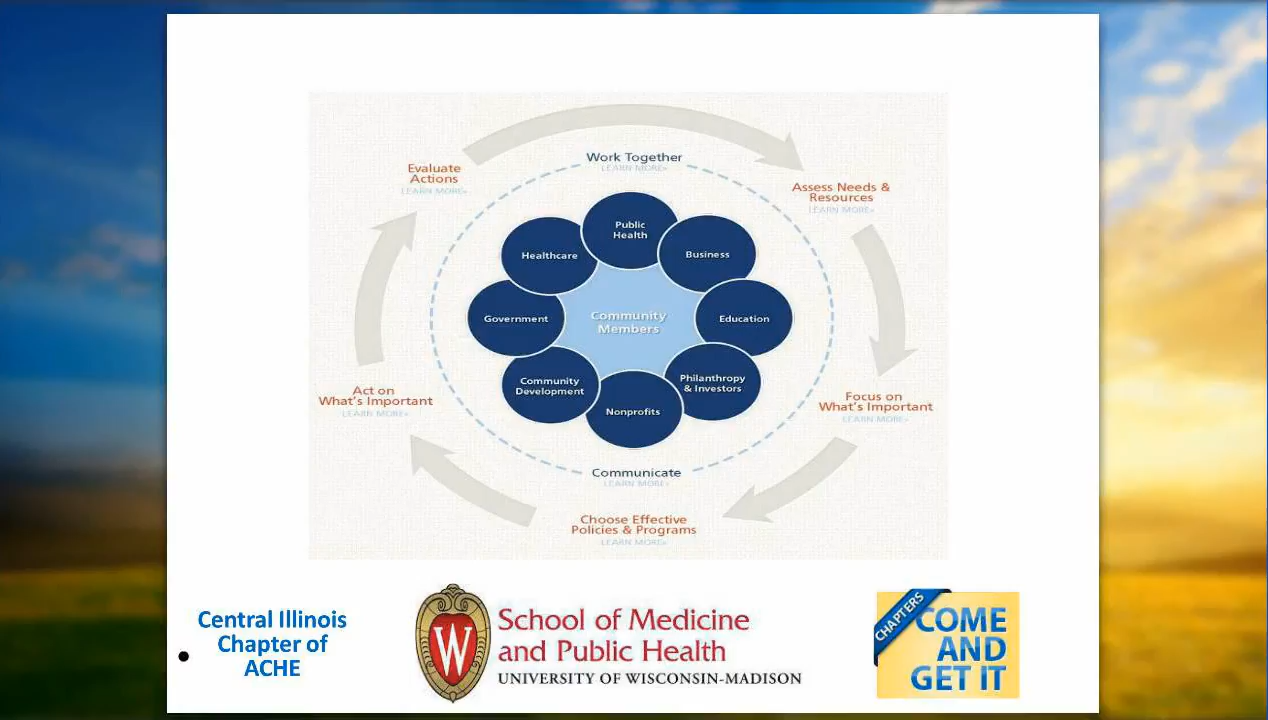 Work Together
LEARN MORE»
Evaluate
Actions
LEARN MORE»
Assess Needs &
Resources
LEARN MORE»
Public
Health
Healthcare
Business
Government
Community
Members
Education
Community
Development
Philanthropy
& Investors
Nonprofits
Act on
What's Important
LEARN MORE»
Focus on
What's Important
LEARN MORE»
Communicate
LEARN MORE»
Choose Effective
Policies & Programs
LEARN MORE»
Central Illinois
Chapter of
ACHE
W
School of Medicine
and Public Health
UNIVERSITY OF WISCONSIN-MADISON
CHAPTERS
COME
AND
GET IT